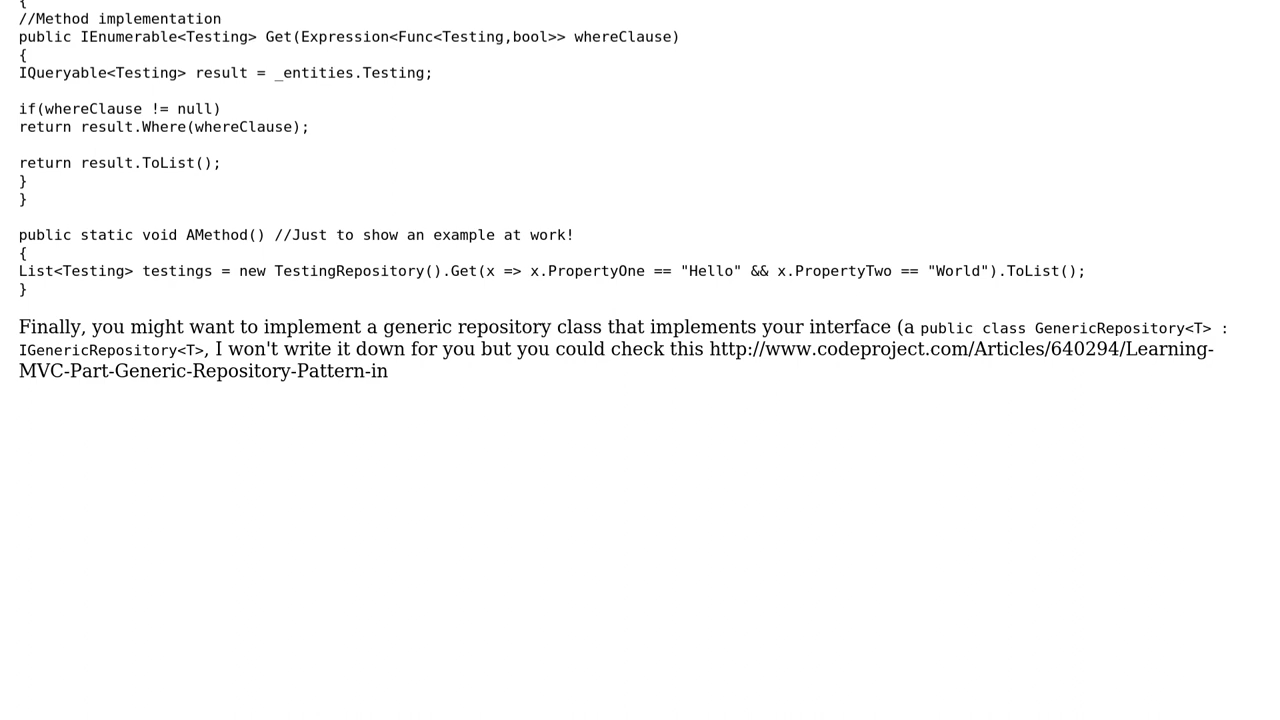 {
//Method implementation
public IEnumerable<Testing> Get(Expression<Func<Testing,bool>> whereClause)
{
IQueryable<Testing> result = _entities.Testing;
if(whereClause != null)
return result.Where(whereClause);
return result.ToList();
}
}
public static void AMethod() //Just to show an example at work!
{
List<Testing> testings = new TestingRepository().Get(x => x.PropertyOne == "Hello" && x.PropertyTwo == "World").ToList();
}
Finally, you might want to implement a generic repository class that implements your interface (a public class GenericRepository<T> :
IGenericRepository<T>, I won't write it down for you but you could check this http://www.codeproject.com/Articles/640294/Learning-
MVC-Part-Generic-Repository-Pattern-in